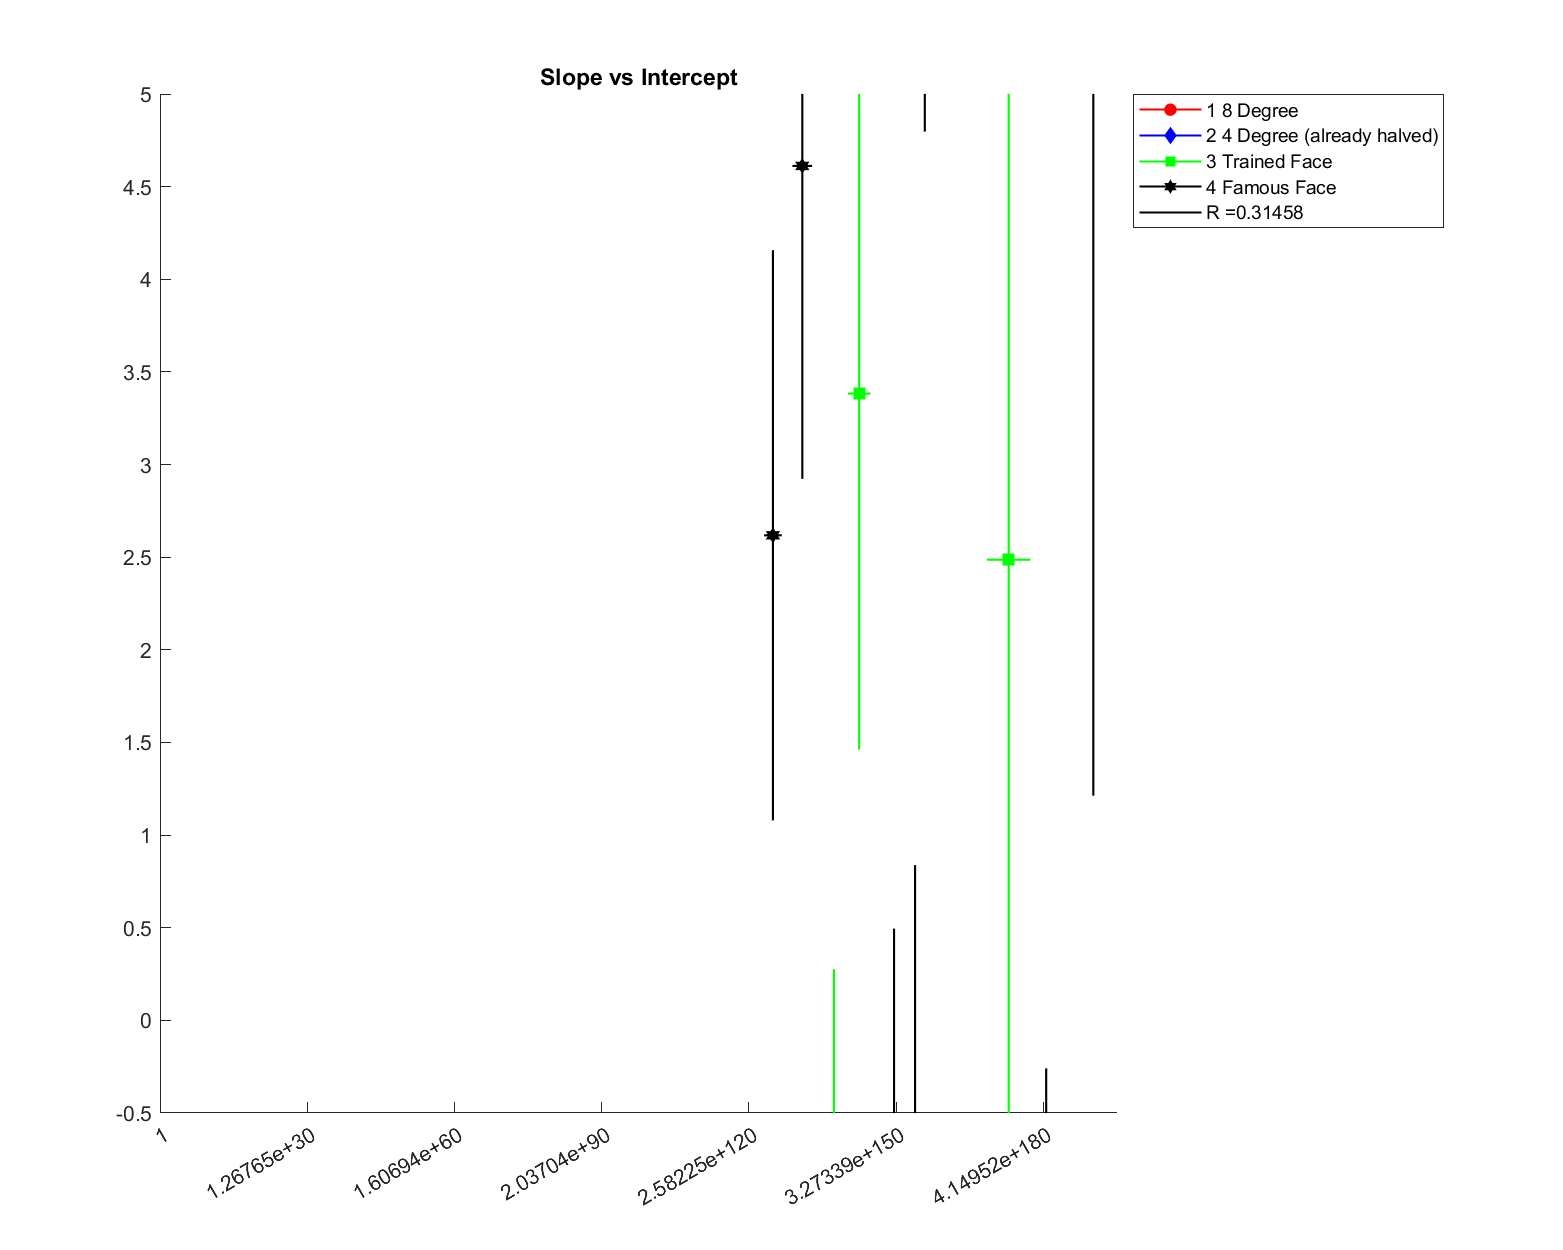 Slope vs Intercept
5
4.5
4
3.5
3
2.5
2
1.5
1
0.5
0
-0.5
1
1.26765e+30
1.60694e+60
2.03704e+90
2.58225e+120
3.27339e+150
4.14952e+180
1 8 Degree
2 4 Degree (already halved)
3 Trained Face
4 Famous Face
R =0.31458